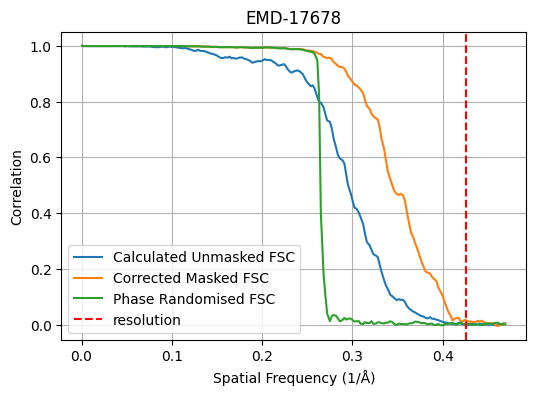 EMD-17678
Correlation
1.0
0.8
0.6
0.4
0.2
0.0
Calculated Unmasked FSC
Corrected Masked FSC
Phase Randomised FSC
resolution
0.0
0.1
0.2
0.3
0.4
Spatial Frequency (1/Å)